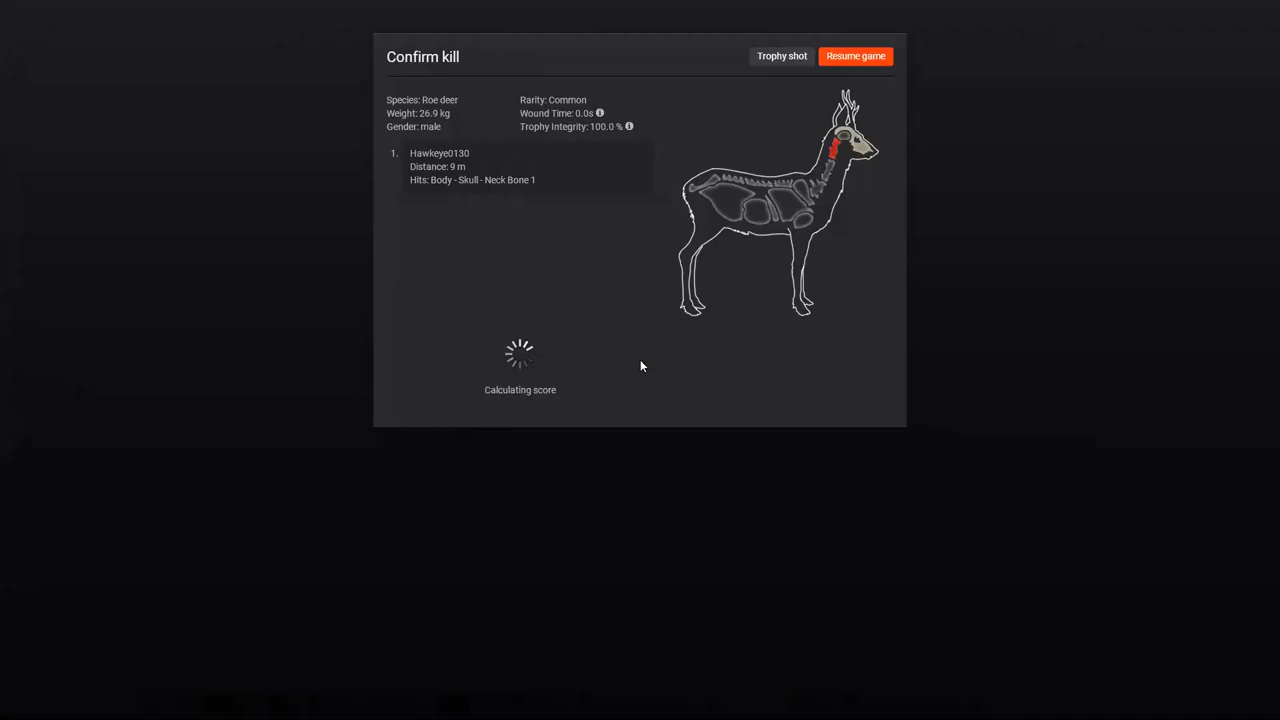 Confirm kill
Trophy shot
Resume game
Species: Roe deer
Rarity: Common
Weight: 26.9 kg
Wound Time: 0.0s
Gender: male
Trophy Integrity: 100.0 %
1. Hawkeye0130
Distance: 9 m
Hits: Body - Skull - Neck Bone 1
Calculating score